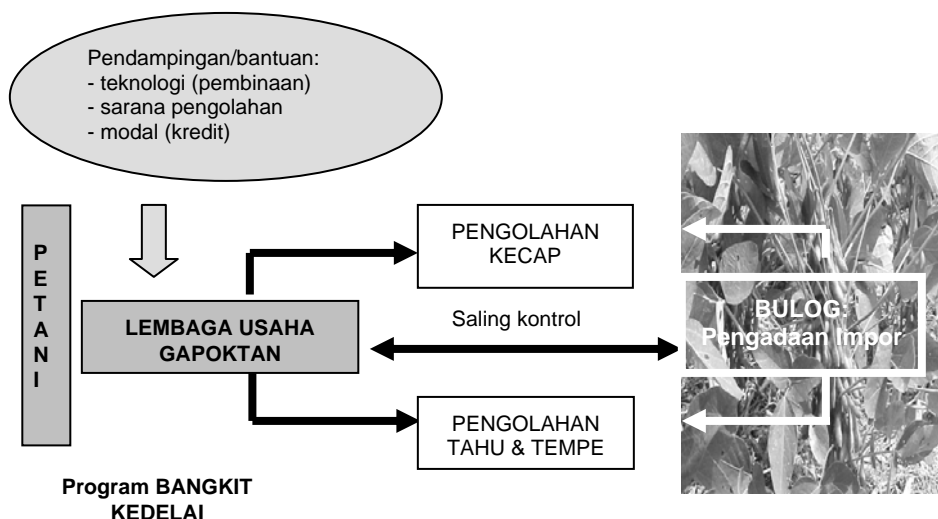 Pendampingan/bantuan:
- teknologi (pembinaan)
- sarana pengolahan
- modal (kredit)
PETANI
LEMBAGA USAHA
GAPOKTAN
PENGOLAHAN
KECAP
Saling kontrol
BULOG:
Pengadaan Impor
PENGOLAHAN
TAHU & TEMPE
Program BANGKIT
KEDELAI